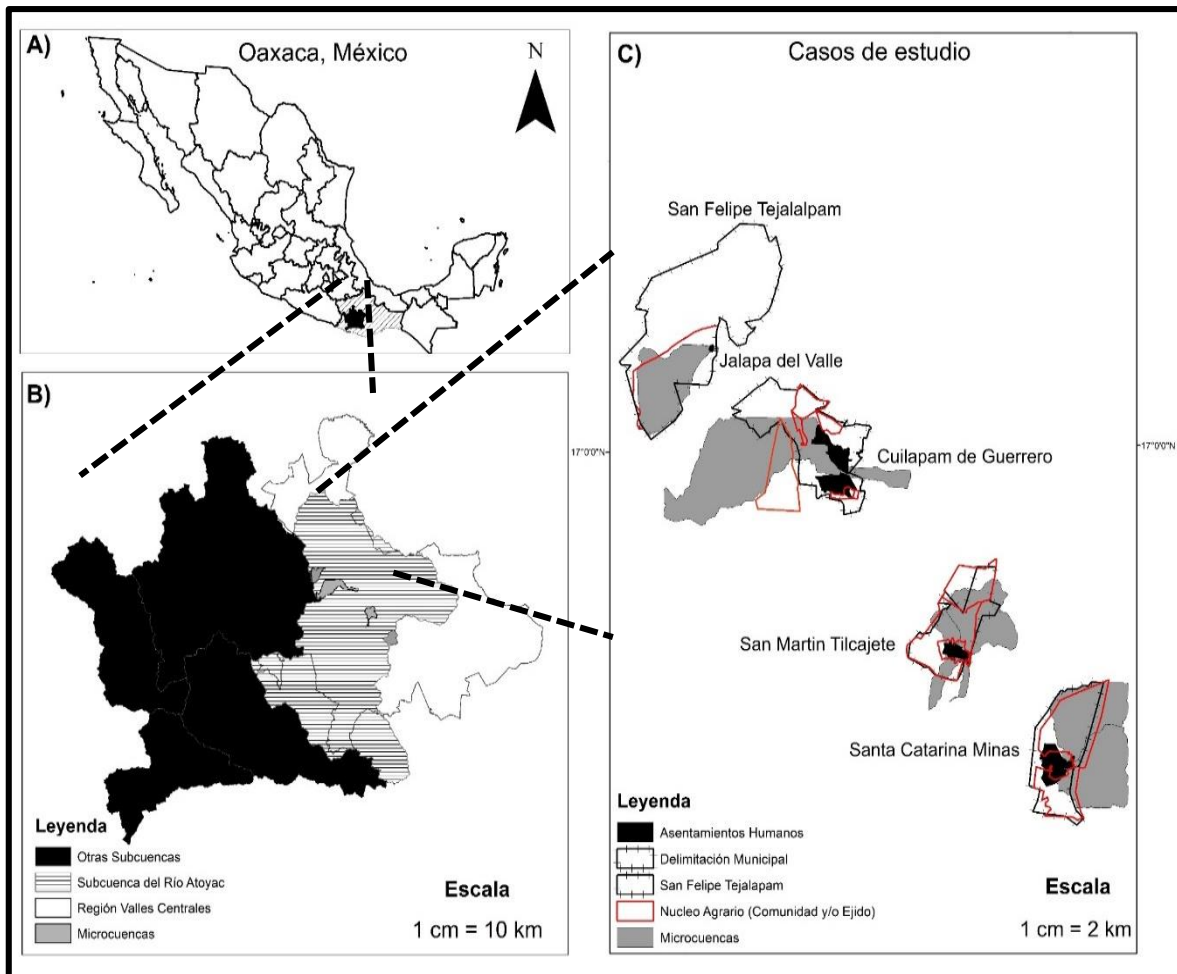 A)
Oaxaca, México
N
B)
Leyenda
Otras Subcuencas
Subcuenca del Río Atoyac
Región Valles Centrales
Microcuencas
Escala
1 cm = 10 km
C)
Casos de estudio
San Felipe Tejalalpam
Jalapa del Valle
17°0'0"N
17°0'0"N
Cuilapam de Guerrero
San Martin Tilcajete
Santa Catarina Minas
Leyenda
Asentamientos Humanos
Delimitación Municipal
San Felipe Tejalapam
Nucleo Agrario (Comunidad y/o Ejido)
Microcuencas
Escala
1 cm = 2 km